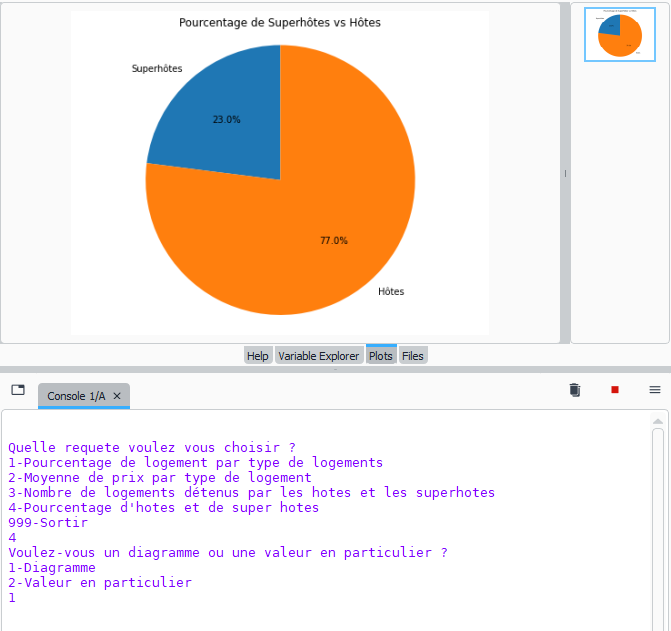 Pourcentage de Superhôtes vs Hôtes
Superhôtes
23.0%
77.0%
Hôtes
Help Variable Explorer Plots Files
Console 1/A ×
Quelle requete voulez vous choisir ?
1-Pourcentage de logement par type de logements
2-Moyenne de prix par type de logement
3-Nombre de logements détenus par les hotes et les superhotes
4-Pourcentage d'hotes et de super hotes
999-Sortir
4
Voulez-vous un diagramme ou une valeur en particulier ?
1-Diagramme
2-Valeur en particulier
1